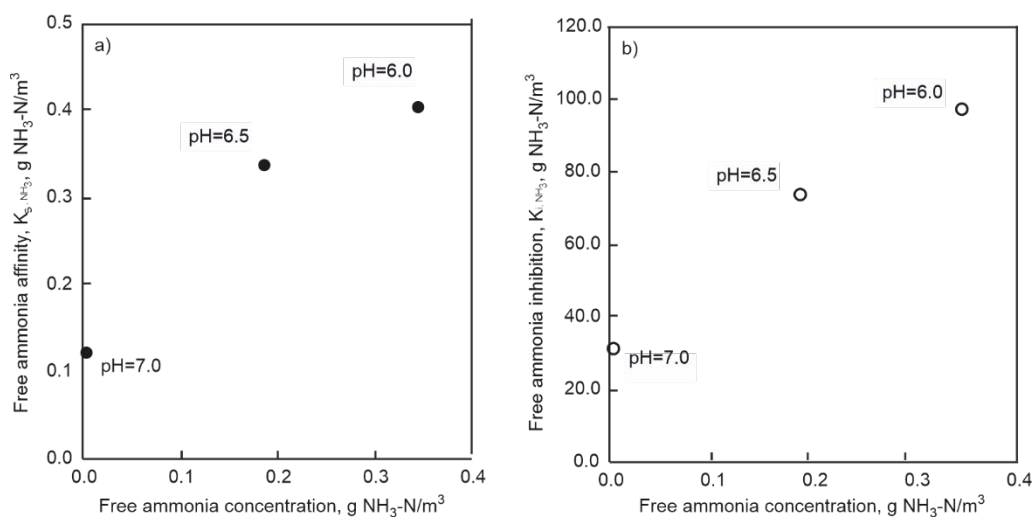 a)
Free ammonia affinity, Kₛ,NH₃, g NH₃-N/m³
0.5
0.4
0.3
0.2
0.1
0.0
pH=6.0
pH=6.5
pH=7.0
0.0 0.1 0.2 0.3 0.4
Free ammonia concentration, g NH₃-N/m³
b)
Free ammonia inhibition, Kᵢ,NH₃, g NH₃-N/m³
120.0
100.0
80.0
60.0
40.0
20.0
0.0
pH=6.0
pH=6.5
pH=7.0
0.0 0.1 0.2 0.3 0.4
Free ammonia concentration, g NH₃-N/m³